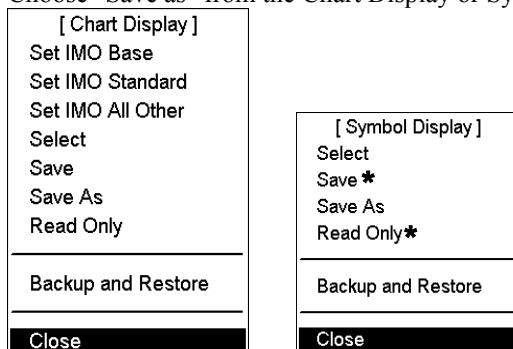 Choose "Save as" from the Chart Display or Sy
[ Chart Display ]
Set IMO Base
Set IMO Standard
Set IMO All Other
Select
Save
Save As
Read Only
Backup and Restore
Close
[ Symbol Display ]
Select
Save *
Save As
Read Only*
Backup and Restore
Close